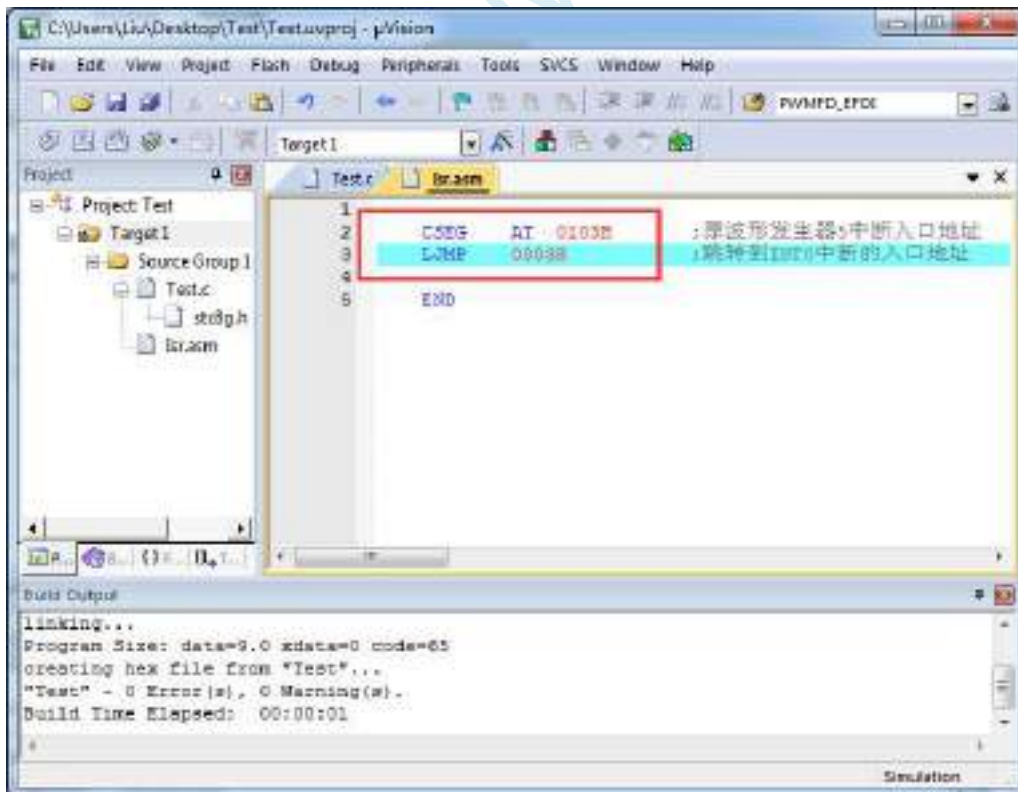 C:\Users\Liu\Desktop\Test\Test.uvproj - µVision
File Edit View Project Flash Debug Peripherals Tools SVCS Window Help
PWMFD_EFDI
Target 1
Project
Test.c isr.asm
Project: Test
Target 1
Source Group 1
Test.c
stc8g.h
isr.asm
1
2 CSEG AT 0103H ;原波形发生器5中断入口地址
3 LJMP ;跳转到INT0中断的入口地址
4
5 END
Build Output
linking...
Program Size: data=9.0 xdata=0 code=65
creating hex file from "Test"...
"Test" - 0 Error(s), 0 Warning(s).
Build Time Elapsed: 00:00:01
Simulation